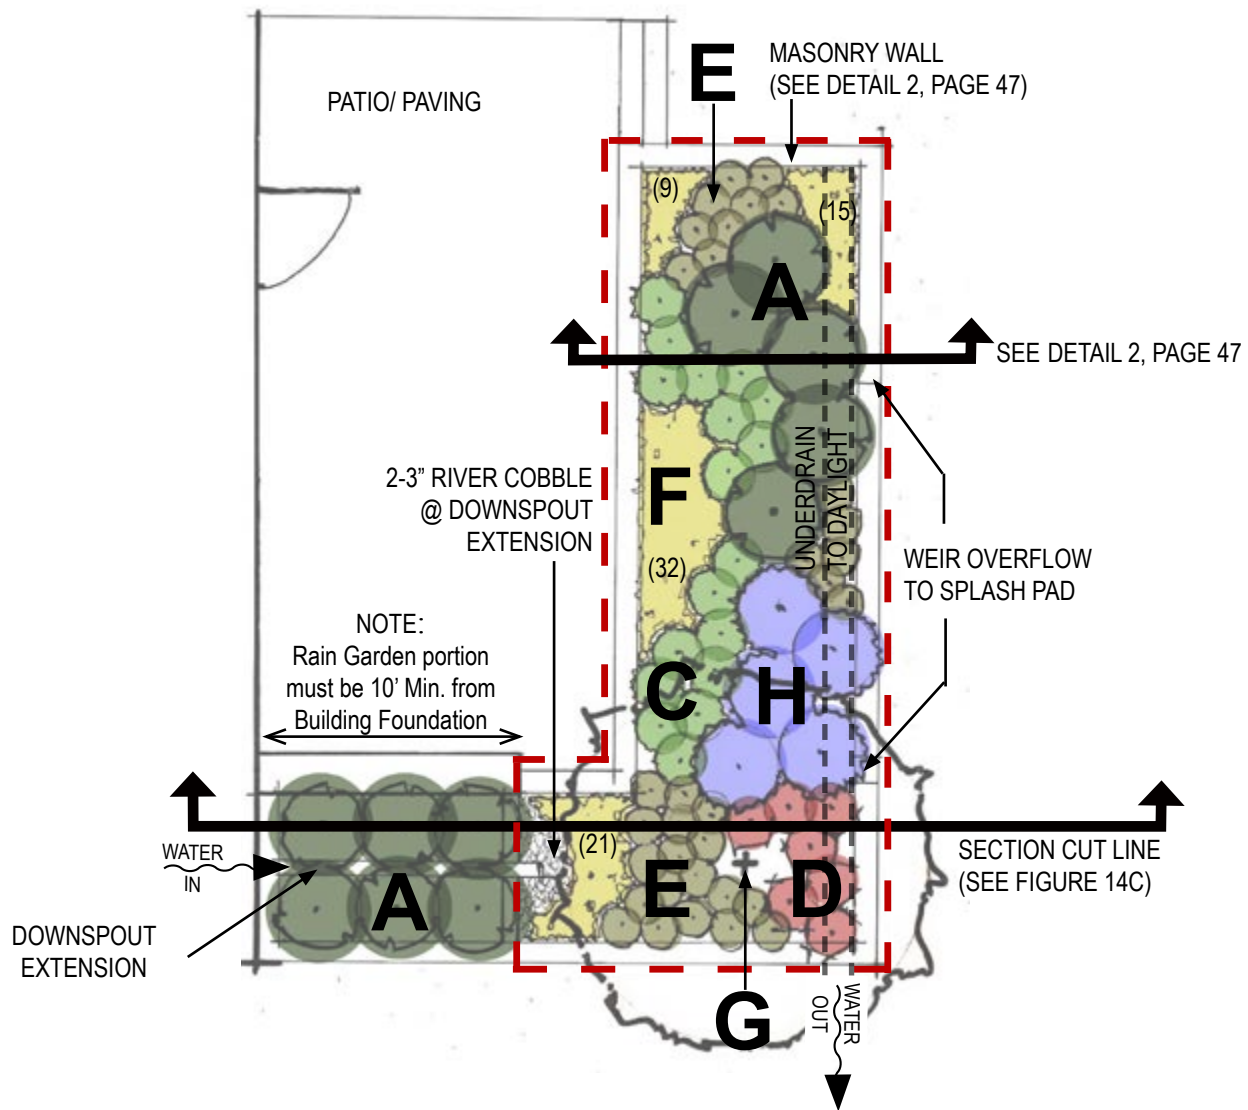 E
MASONRY WALL
(SEE DETAIL 2, PAGE 47)
PATIO/ PAVING
(9)
(15)
A
SEE DETAIL 2, PAGE 47
2-3” RIVER COBBLE
@ DOWNSPOUT
EXTENSION
F
(32)
UNDERDRAIN
TO DAYLIGHT
WEIR OVERFLOW
TO SPLASH PAD
NOTE:
Rain Garden portion
must be 10’ Min. from
Building Foundation
C
H
WATER
IN
(21)
A
E
D
SECTION CUT LINE
(SEE FIGURE 14C)
DOWNSPOUT
EXTENSION
G
WATER
OUT